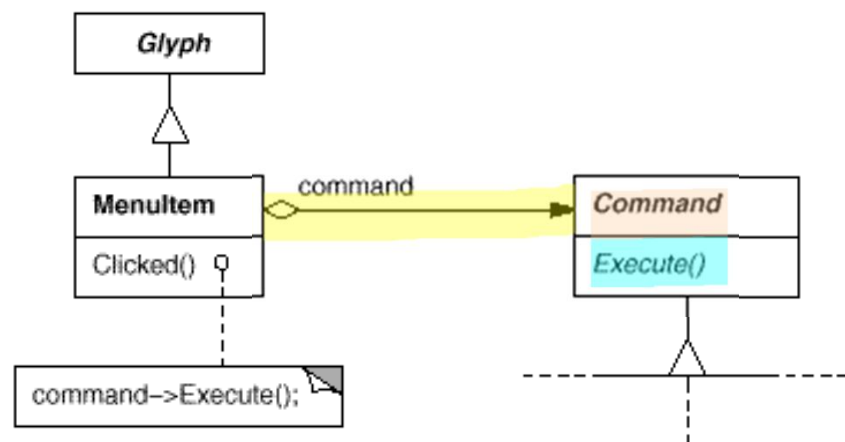 Glyph
command
MenuItem
Command
Clicked()
Execute()
command->Execute();